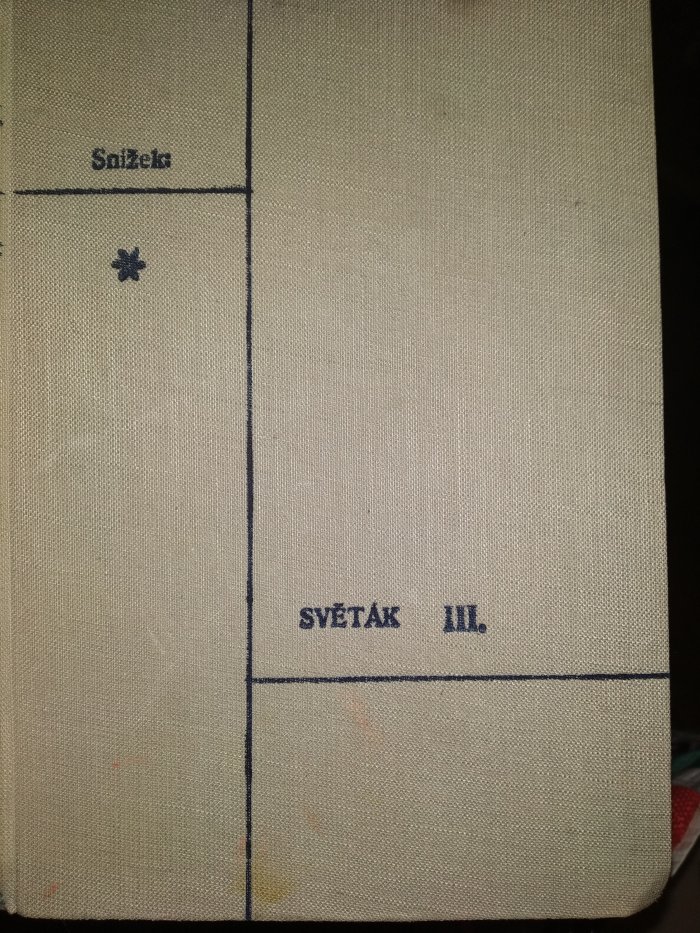 Snížek:
*
SVĚTÁK III.